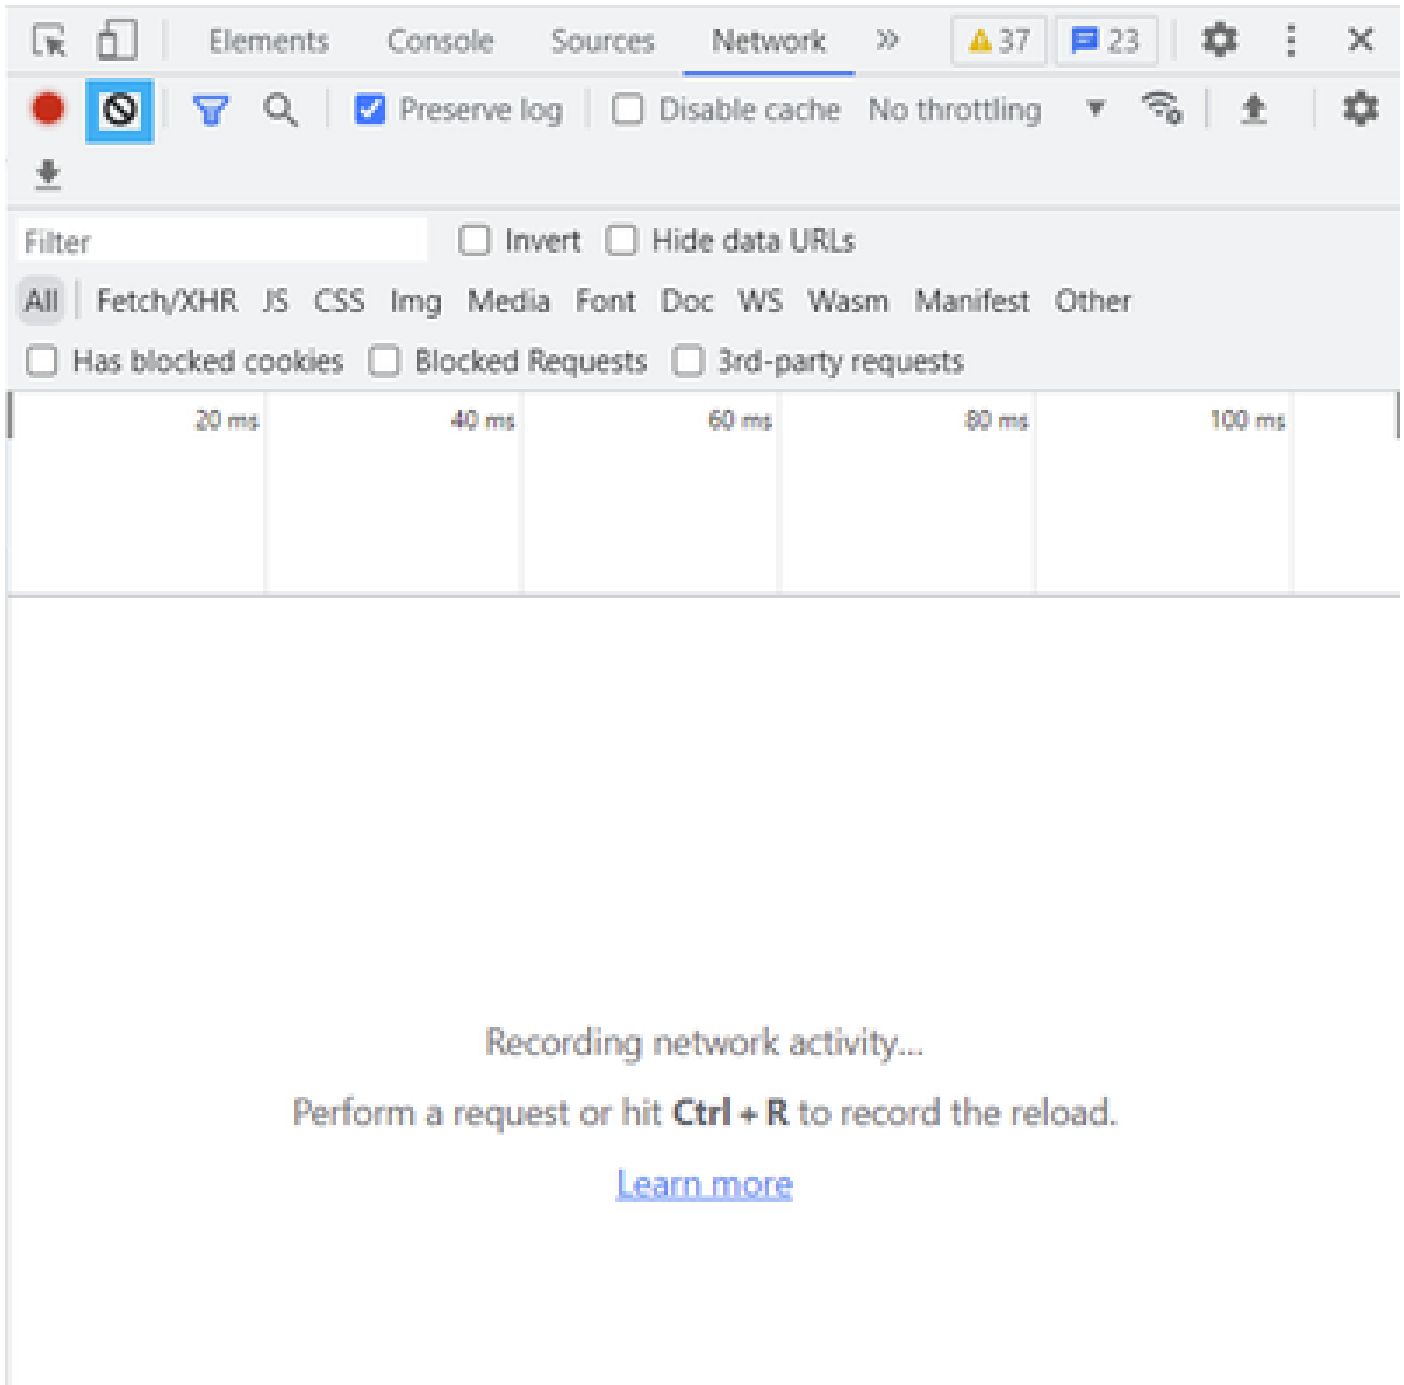 Elements Console Sources Network » 37 23
Preserve log Disable cache No throttling
Filter Invert Hide data URLs
All Fetch/XHR JS CSS Img Media Font Doc WS Wasm Manifest Other
Has blocked cookies Blocked Requests 3rd-party requests
20 ms 40 ms 60 ms 80 ms 100 ms
Recording network activity...
Perform a request or hit Ctrl + R to record the reload.
Learn more